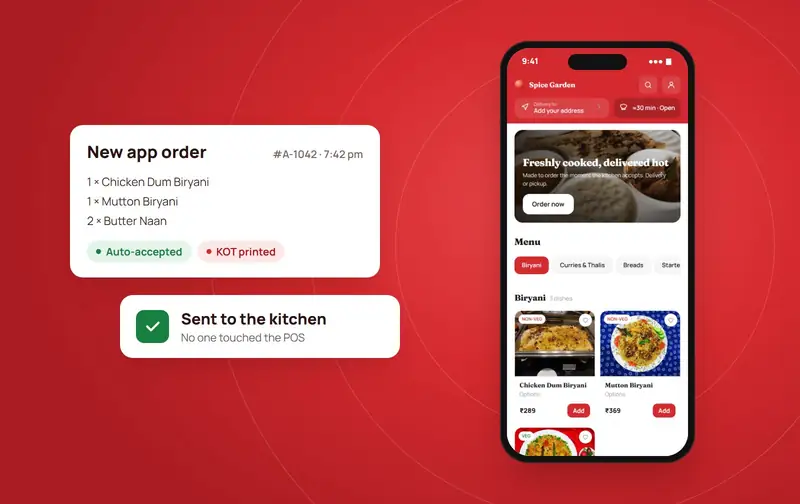 New app order
#A-1042 · 7:42 pm
1 × Chicken Dum Biryani
1 × Mutton Biryani
2 × Butter Naan
Auto-accepted
KOT printed
Sent to the kitchen
No one touched the POS
9:41
Spice Garden
Delivery to
Add your address
≈30 min · Open
Freshly cooked, delivered hot
Made to order the moment the kitchen accepts. Delivery
or pickup.
Order now
Menu
Biryani
Curries & Thalis
Breads
Starte
Biryani 3 dishes
NON-VEG
NON-VEG
Chicken Dum Biryani
Mutton Biryani
Options
Options
₹289
Add
₹369
Add
VEG